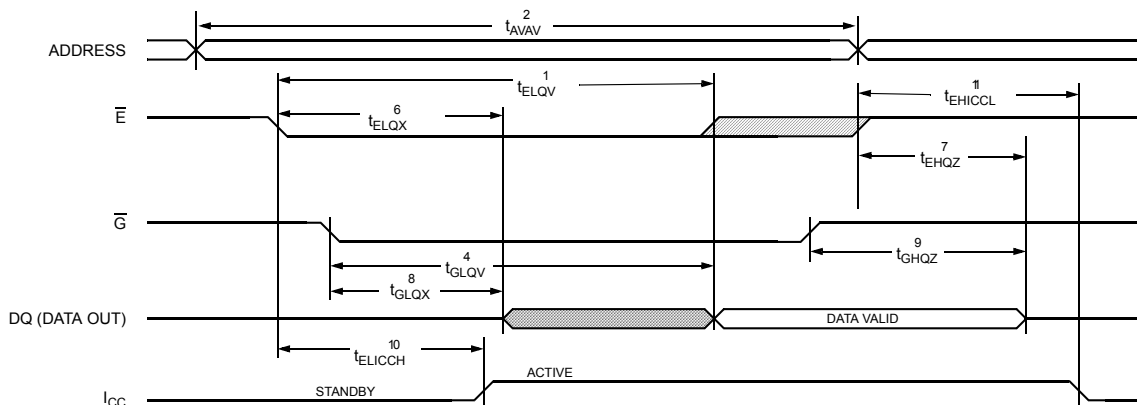 2
tAVAV
ADDRESS
1
tELQV
11
tEHICCL
E
6
tELQX
7
tEHQZ
G
9
tGHQZ
4
tGLQV
8
tGLQX
DQ (DATA OUT)
DATA VALID
10
tELICCH
ACTIVE
STANDBY
ICC